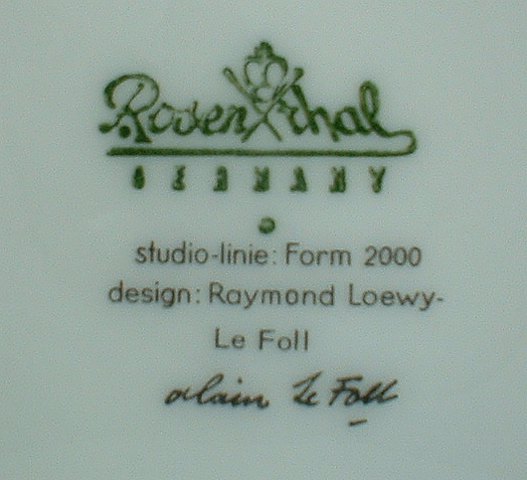 Rosenthal
GERMANY
studio-linie: Form 2000
design: Raymond Loewy-
Le Foll
alain Le Foll